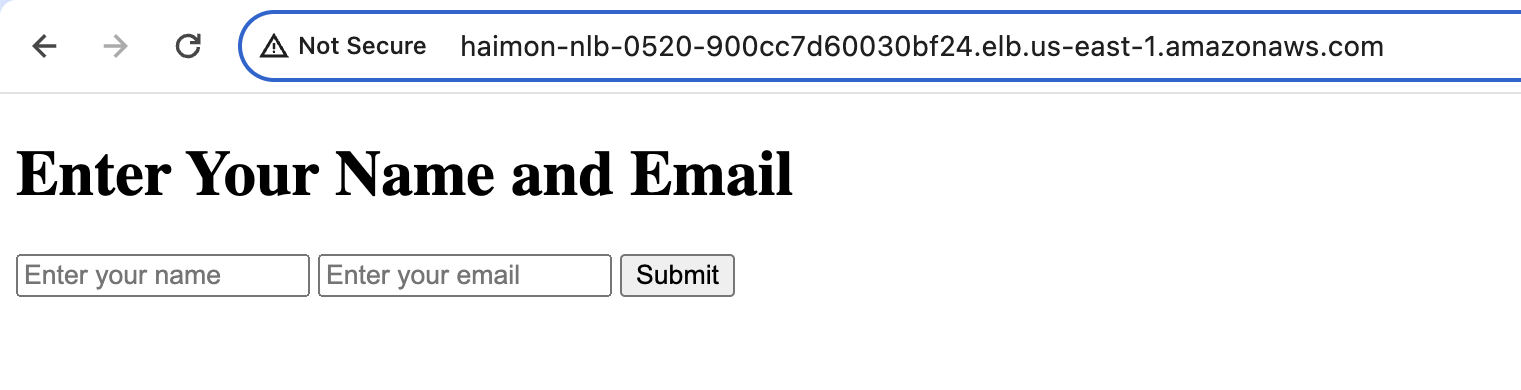 Not Secure haimon-nlb-0520-900cc7d60030bf24.elb.us-east-1.amazonaws.com
Enter Your Name and Email
Enter your name Enter your email Submit